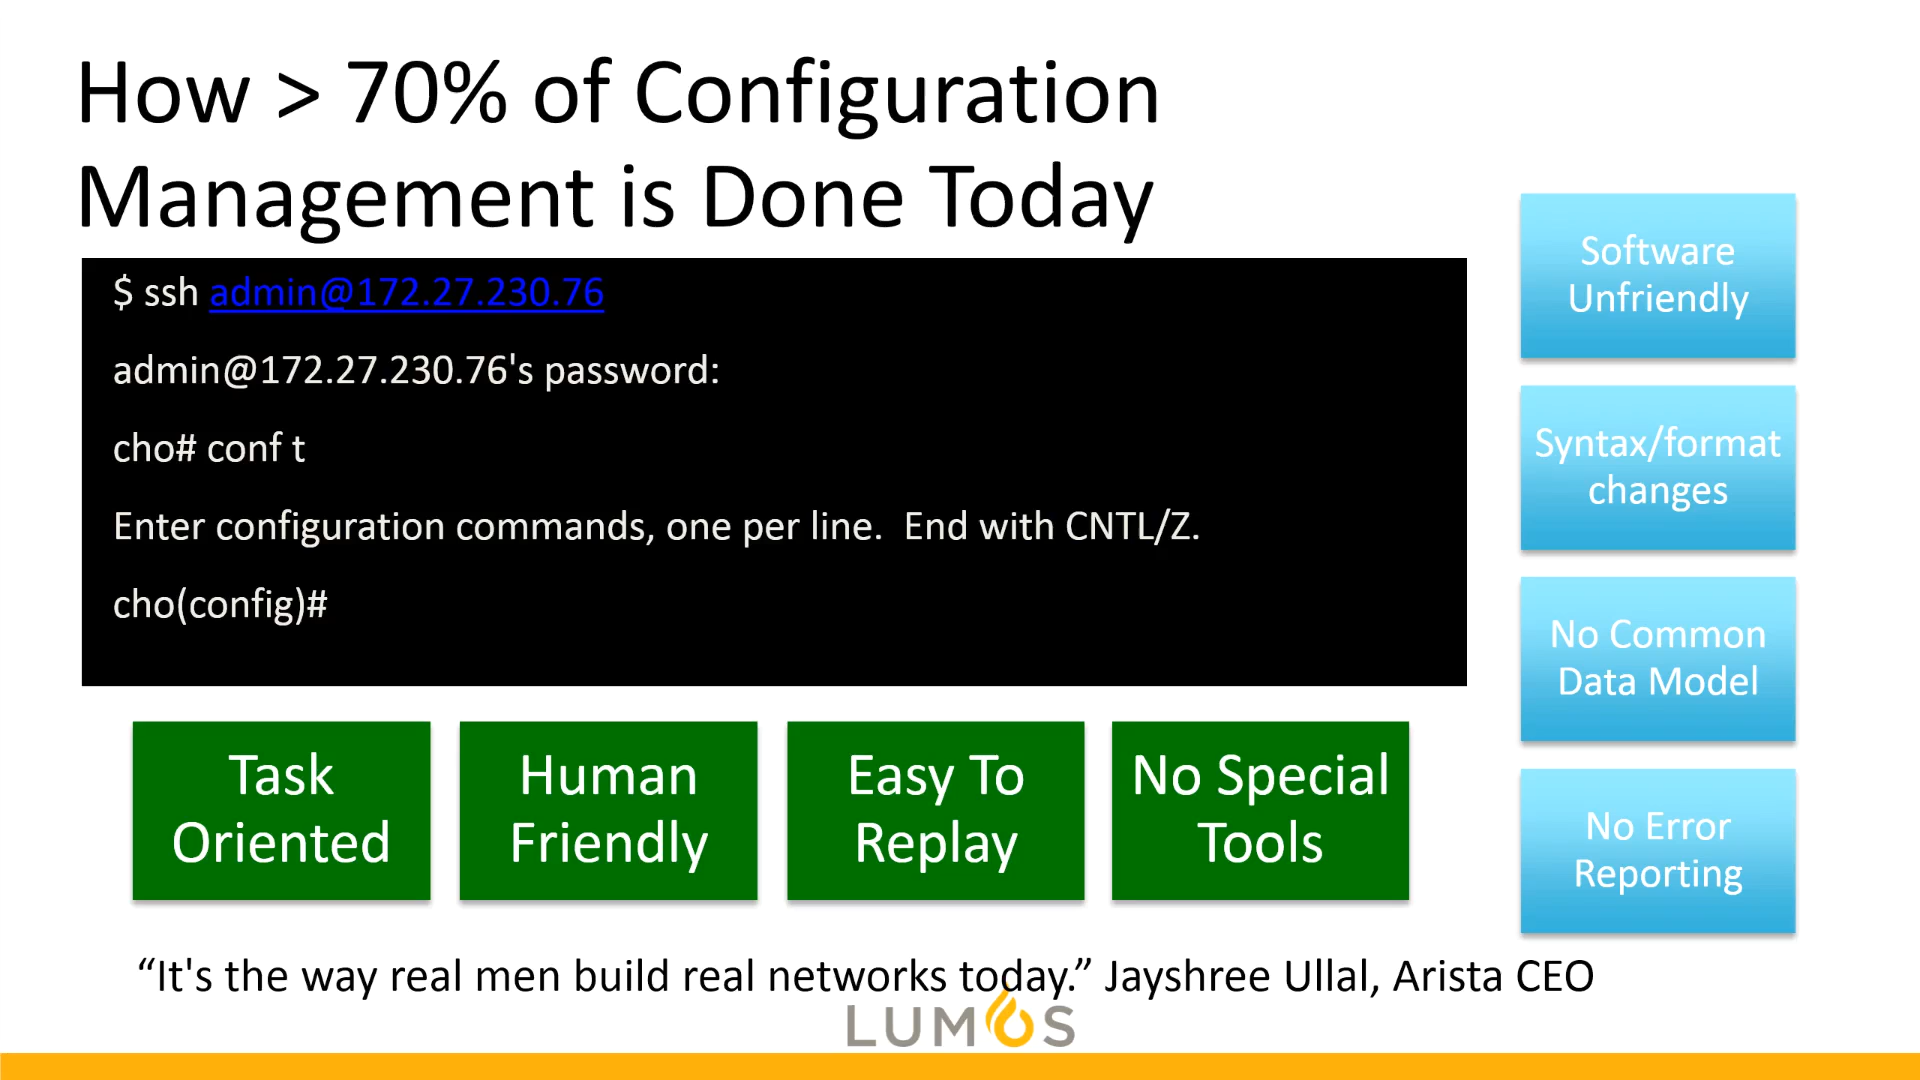 How > 70% of Configuration
Management is Done Today
$ ssh admin@172.27.230.76
admin@172.27.230.76's password:
cho# conf t
Enter configuration commands, one per line.  End with CNTL/Z.
cho(config)#
Software
Unfriendly
Syntax/format
changes
No Common
Data Model
No Error
Reporting
Task
Oriented
Human
Friendly
Easy To
Replay
No Special
Tools
“It's the way real men build real networks today.” Jayshree Ullal, Arista CEO
LUMOS